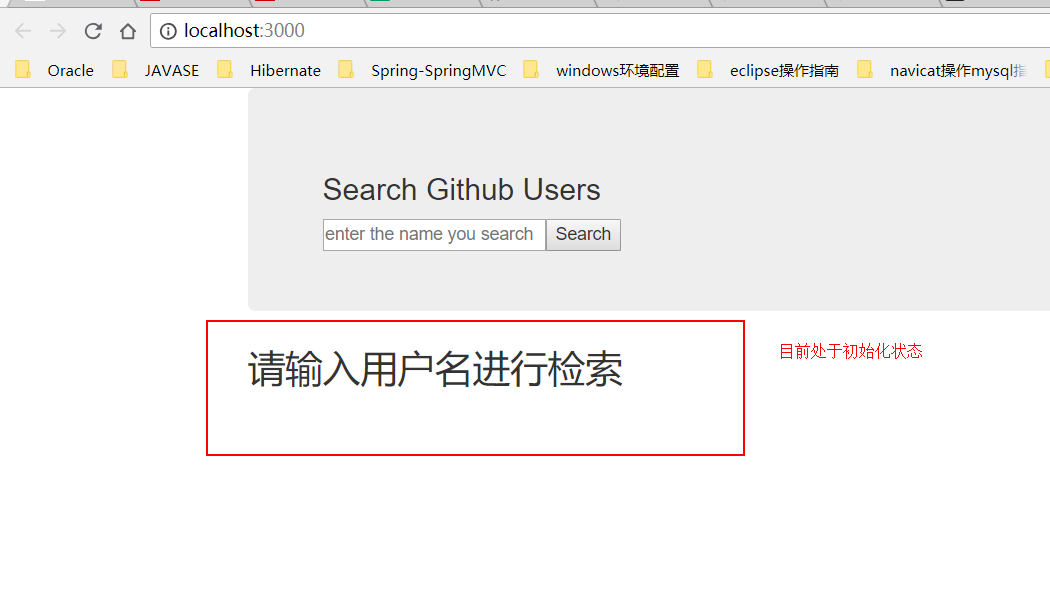 localhost:3000
Oracle JAVASE Hibernate Spring-SpringMVC windows环境配置 eclipse操作指南 navicat操作mysql指
Search Github Users
enter the name you search Search
请输入用户名进行检索
目前处于初始化状态